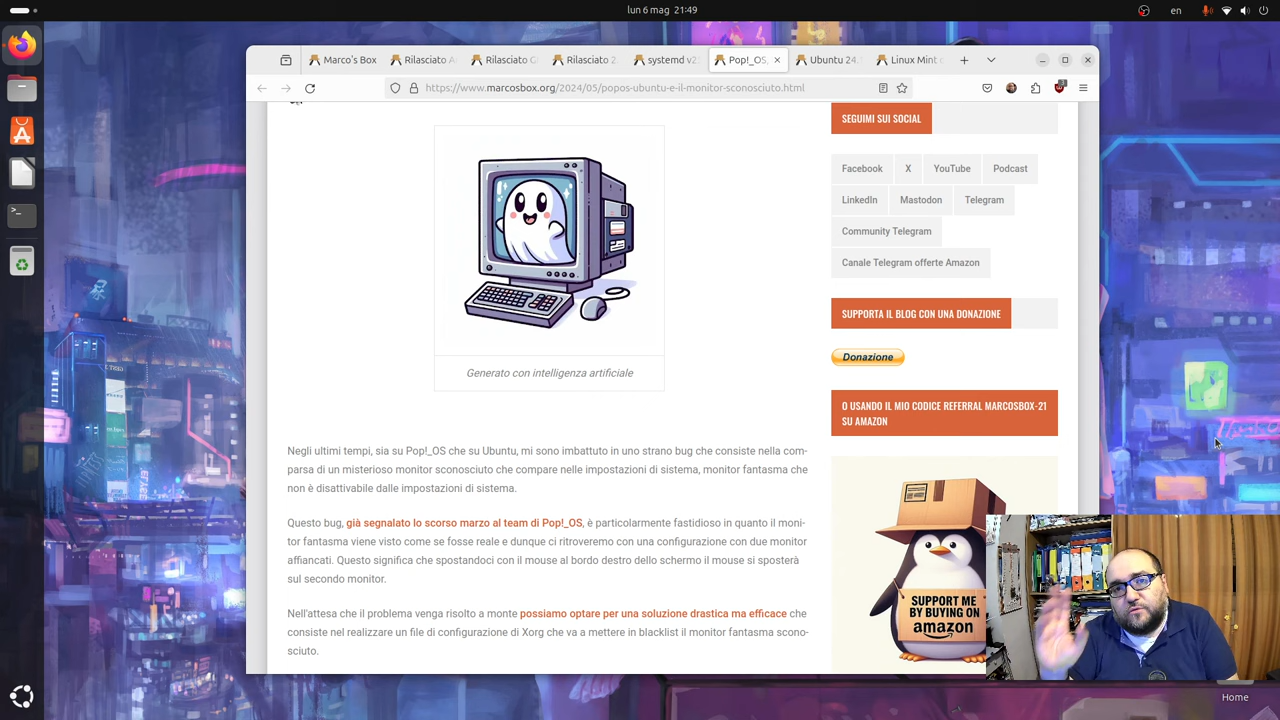 lun 6 mag 21:49
en
Marco's Box
Rilasciato A
Rilasciato G
Rilasciato 2
systemd v2
Pop!_OS,
Ubuntu 24.
Linux Mint
https://www.marcosbox.org/2024/05/popos-ubuntu-e-il-monitor-sconosciuto.html
3
Generato con intelligenza artificiale
Negli ultimi tempi, sia su Pop!_OS che su Ubuntu, mi sono imbattuto in uno strano bug che consiste nella com-
parsa di un misterioso monitor sconosciuto che compare nelle impostazioni di sistema, monitor fantasma che
non è disattivabile dalle impostazioni di sistema.
Questo bug, già segnalato lo scorso marzo al team di Pop!_OS, è particolarmente fastidioso in quanto il moni-
tor fantasma viene visto come se fosse reale e dunque ci ritroveremo con una configurazione con due monitor
affiancati. Questo significa che spostandoci con il mouse al bordo destro dello schermo il mouse si sposterà
sul secondo monitor.
Nell'attesa che il problema venga risolto a monte possiamo optare per una soluzione drastica ma efficace che
consiste nel realizzare un file di configurazione di Xorg che va a mettere in blacklist il monitor fantasma scono-
sciuto.
SEGUIMI SUI SOCIAL
Facebook
X
YouTube
Podcast
LinkedIn
Mastodon
Telegram
Community Telegram
Canale Telegram offerte Amazon
SUPPORTA IL BLOG CON UNA DONAZIONE
Donazione
O USANDO IL MIO CODICE REFERRAL MARCOSBOX-21
SU AMAZON
SUPPORT ME
BY BUYING ON
amazon
Home